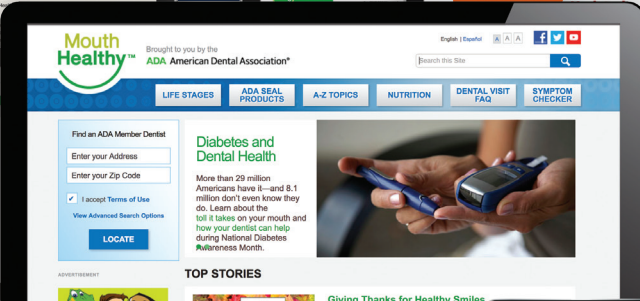 Mouth
Healthy™
Brought to you by the
ADA American Dental Association®
English | Español A A A
Search this Site
LIFE STAGES
ADA SEAL
PRODUCTS
A-Z TOPICS
NUTRITION
DENTAL VISIT
FAQ
SYMPTOM
CHECKER
Find an ADA Member Dentist
Enter your Address
Enter your Zip Code
I accept Terms of Use
View Advanced Search Options
LOCATE
Diabetes and
Dental Health
More than 29 million
Americans have it—and 8.1
million don't even know they
do. Learn about the
toll it takes on your mouth and
how your dentist can help
during National Diabetes
Awareness Month.
ADVERTISEMENT
TOP STORIES
Giving Thanks for Healthy Smiles